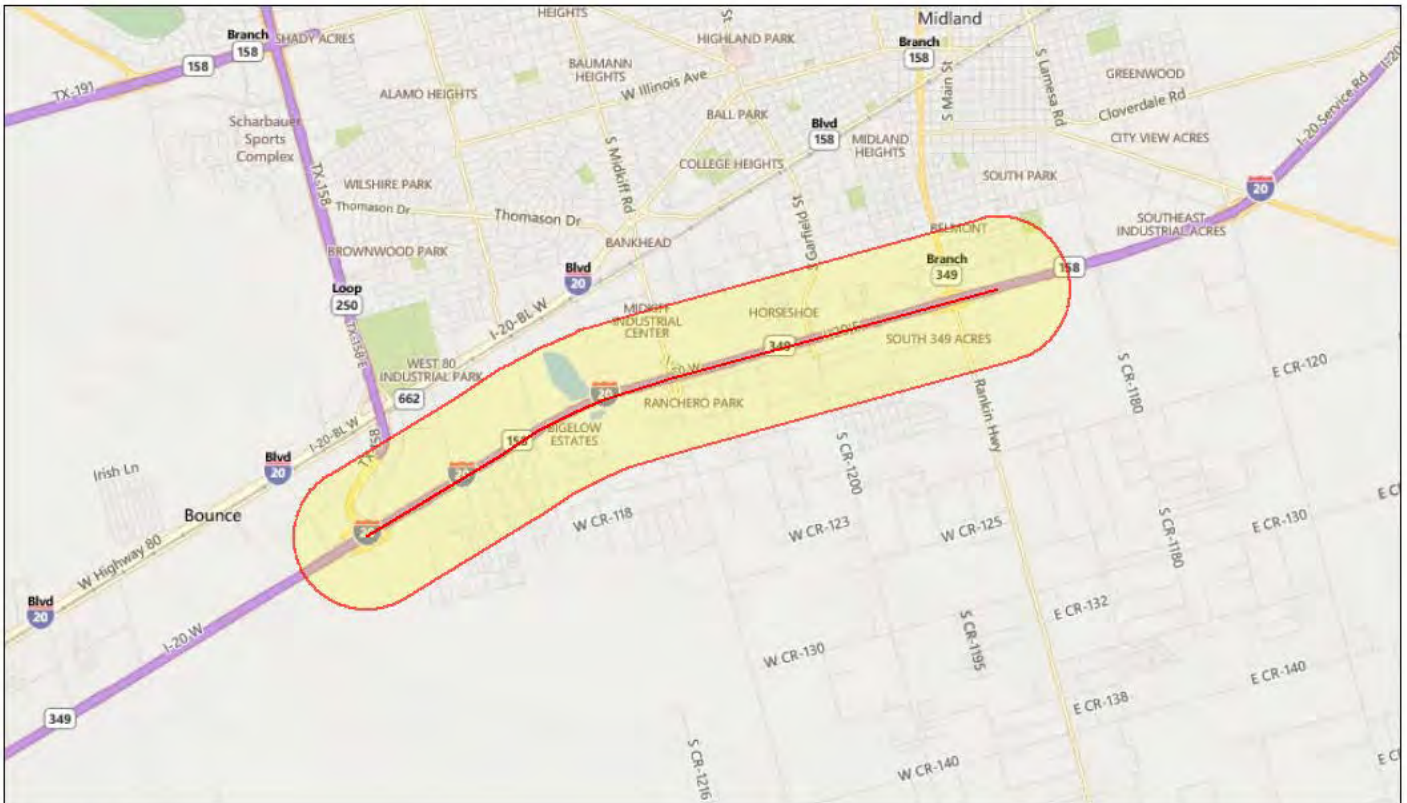 HEIGHTS
St
Midland
Branch
158
SHADY ACRES
158
TX-191
HIGHLAND PARK
Branch
158
S Main St
S Lamesa Rd
GREENWOOD
I-20
I-20 Service Rd
BAUMANN
HEIGHTS
W Illinois Ave
ALAMO HEIGHTS
BALL PARK
Cloverdale Rd
Scharbauer
Sports
Complex
Blvd
158
MIDLAND
HEIGHTS
CITY VIEW ACRES
S Midkiff Rd
COLLEGE HEIGHTS
TX-158
WILSHIRE PARK
SOUTH PARK
20
Thomason Dr
Thomason Dr
S Garfield St
SOUTHEAST
INDUSTRIAL ACRES
BROWNWOOD PARK
BANKHEAD
BELMONT
Blvd
20
Branch
349
158
Loop
250
I-20-BL W
MIDKIFF
INDUSTRIAL
CENTER
HORSESHOE
TX-158 E
349
SOUTH 349 ACRES
WEST 80
INDUSTRIAL PARK
S CR-1180
E CR-120
662
20
RANCHERO PARK
Rankin Hwy
I-20-BL W
158
BIGELOW
ESTATES
S CR-1200
Irish Ln
Blvd
20
20
Bounce
W CR-118
W CR-123
W CR-125
S CR-1180
E CR-130
W Highway 80
20
Blvd
20
I-20 W
E CR-132
S CR-1195
W CR-130
E CR-140
E CR-138
349
S CR-1216
W CR-140